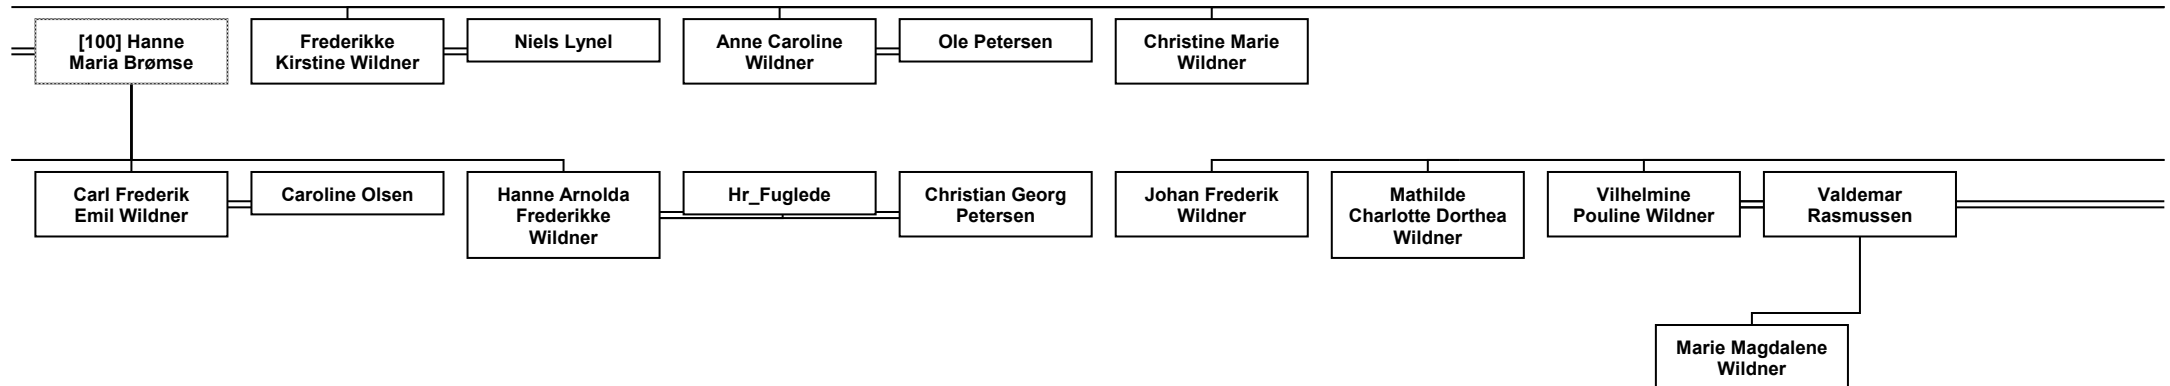 [100] Hanne
Maria Brømse
Frederikke
Kirstine Wildner
Niels Lynel
Anne Caroline
Wildner
Ole Petersen
Christine Marie
Wildner
Carl Frederik
Emil Wildner
Caroline Olsen
Hanne Arnolda
Frederikke
Wildner
Hr_Fuglede
Christian Georg
Petersen
Johan Frederik
Wildner
Mathilde
Charlotte Dorthea
Wildner
Vilhelmine
Pouline Wildner
Valdemar
Rasmussen
Marie Magdalene
Wildner